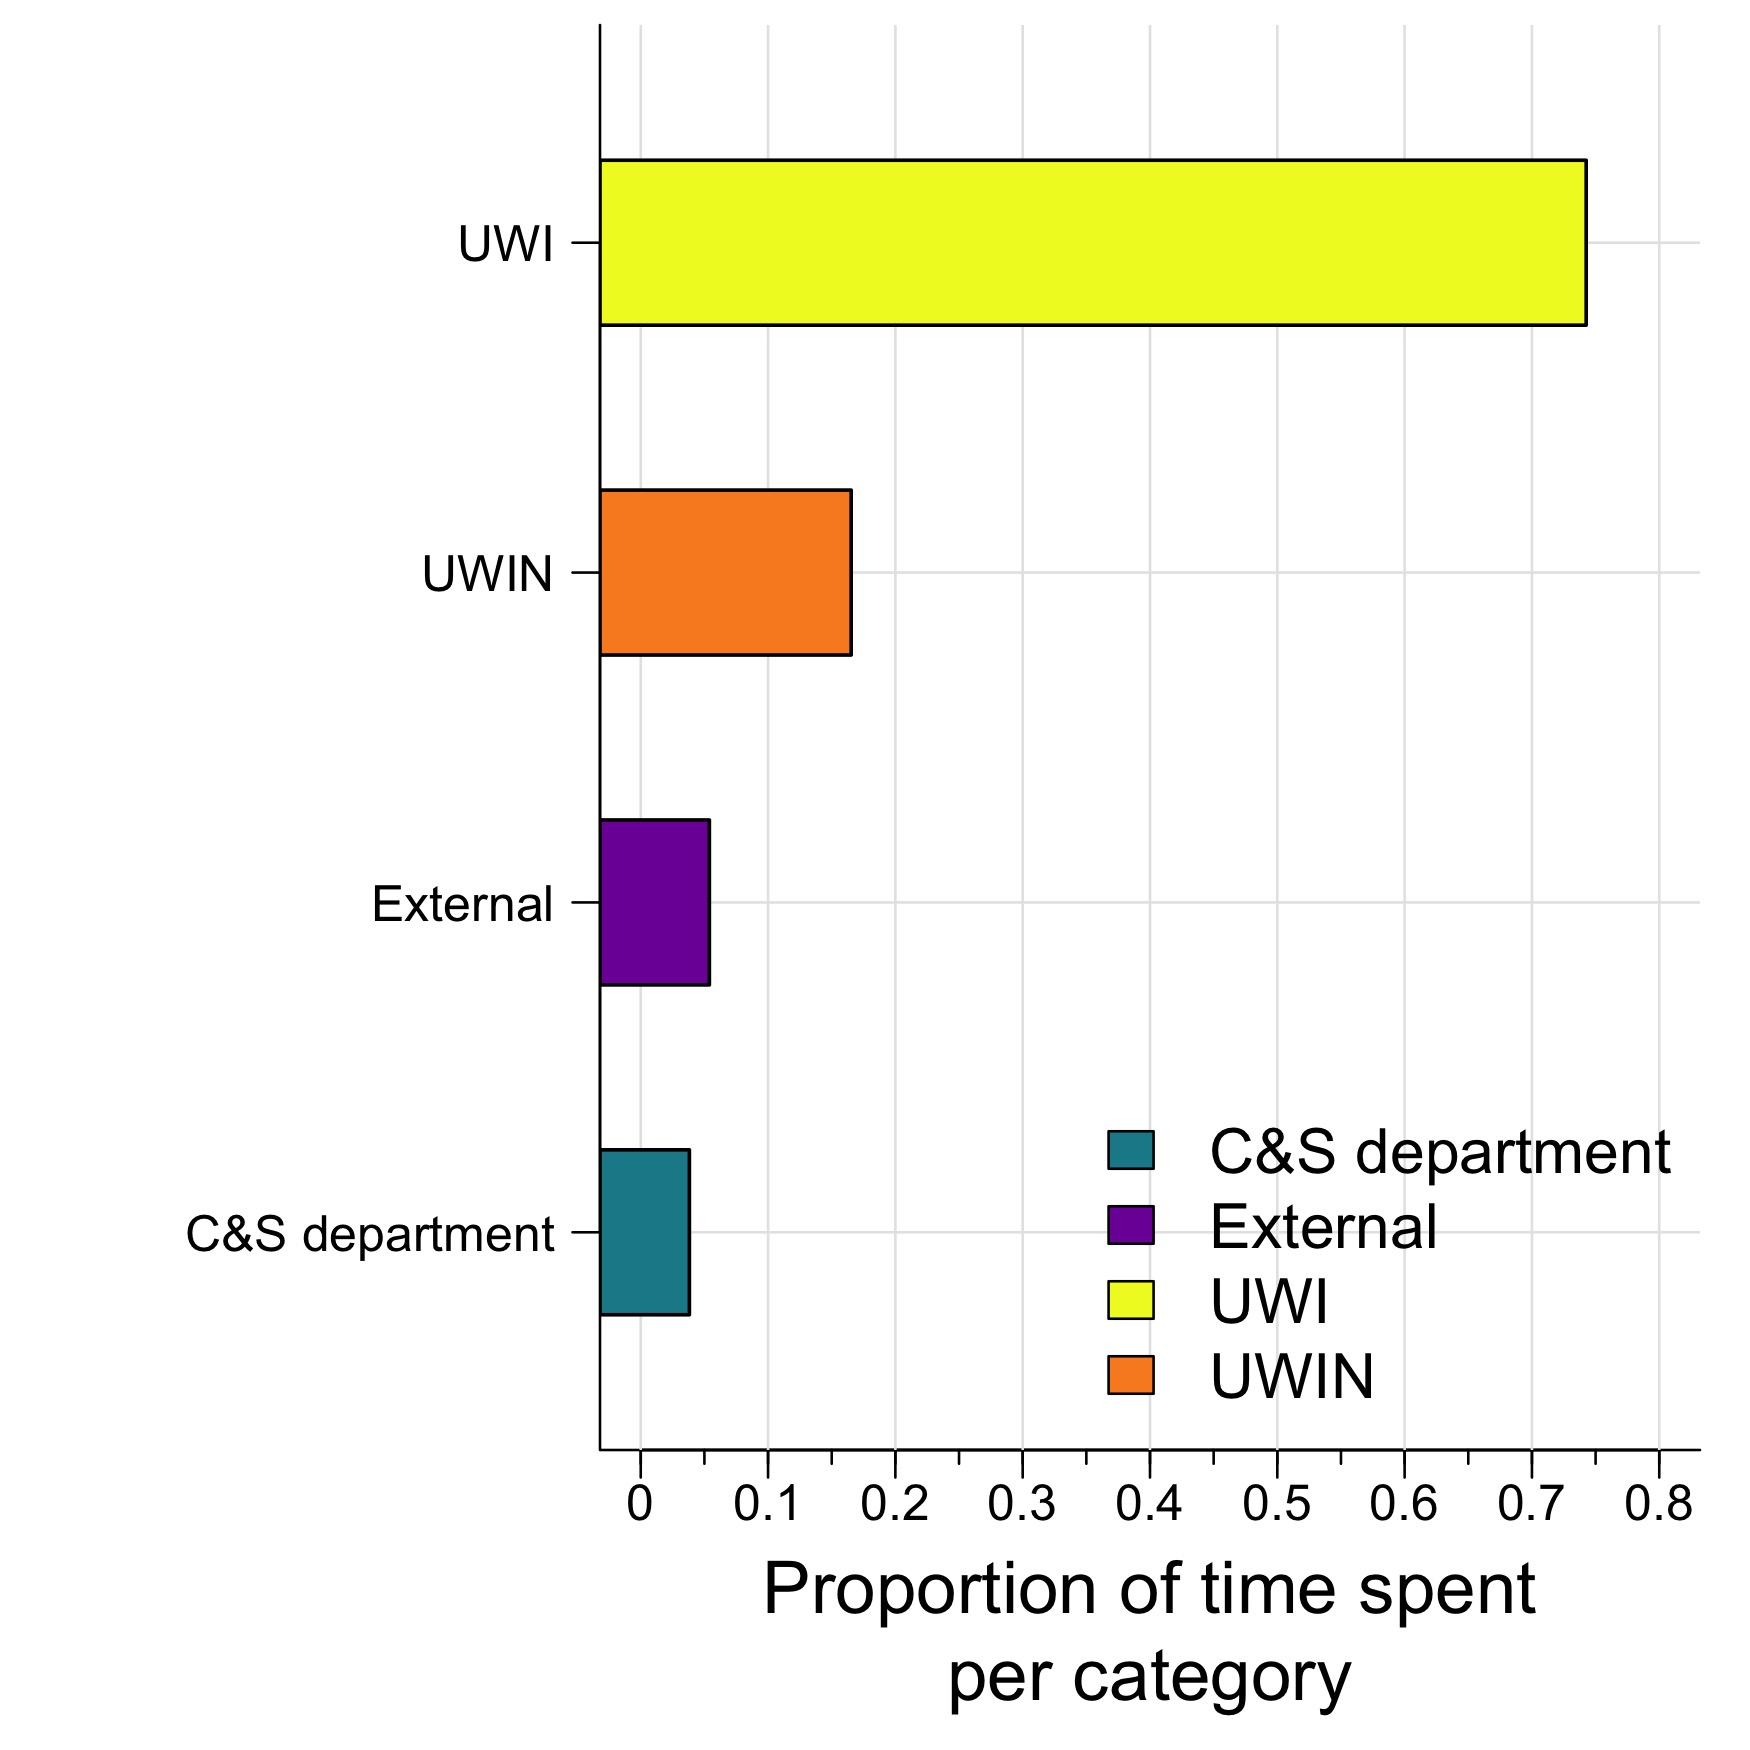 UWI
UWIN
External
C&S department
C&S department
External
UWI
UWIN
0 0.1 0.2 0.3 0.4 0.5 0.6 0.7 0.8
Proportion of time spent
per category